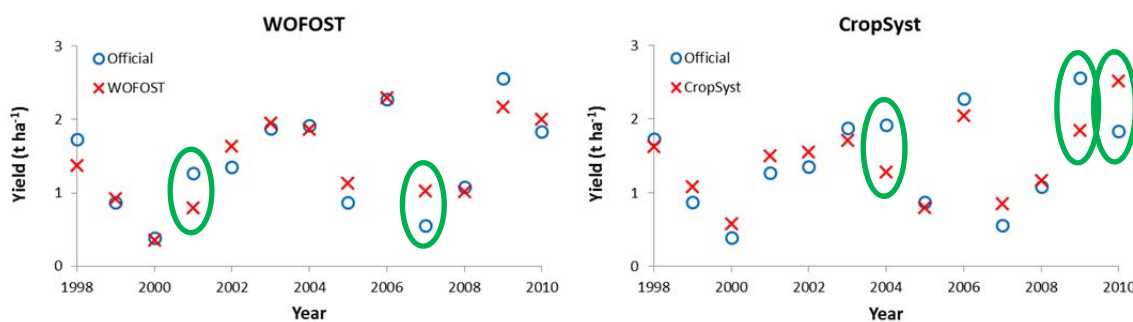 WOFOST
Official
WOFOST
Yield (t ha⁻¹)
3
2
1
0
1998 2000 2002 2004 2006 2008 2010
Year
CropSyst
Official
CropSyst
Yield (t ha⁻¹)
3
2
1
0
1998 2000 2002 2004 2006 2008 2010
Year